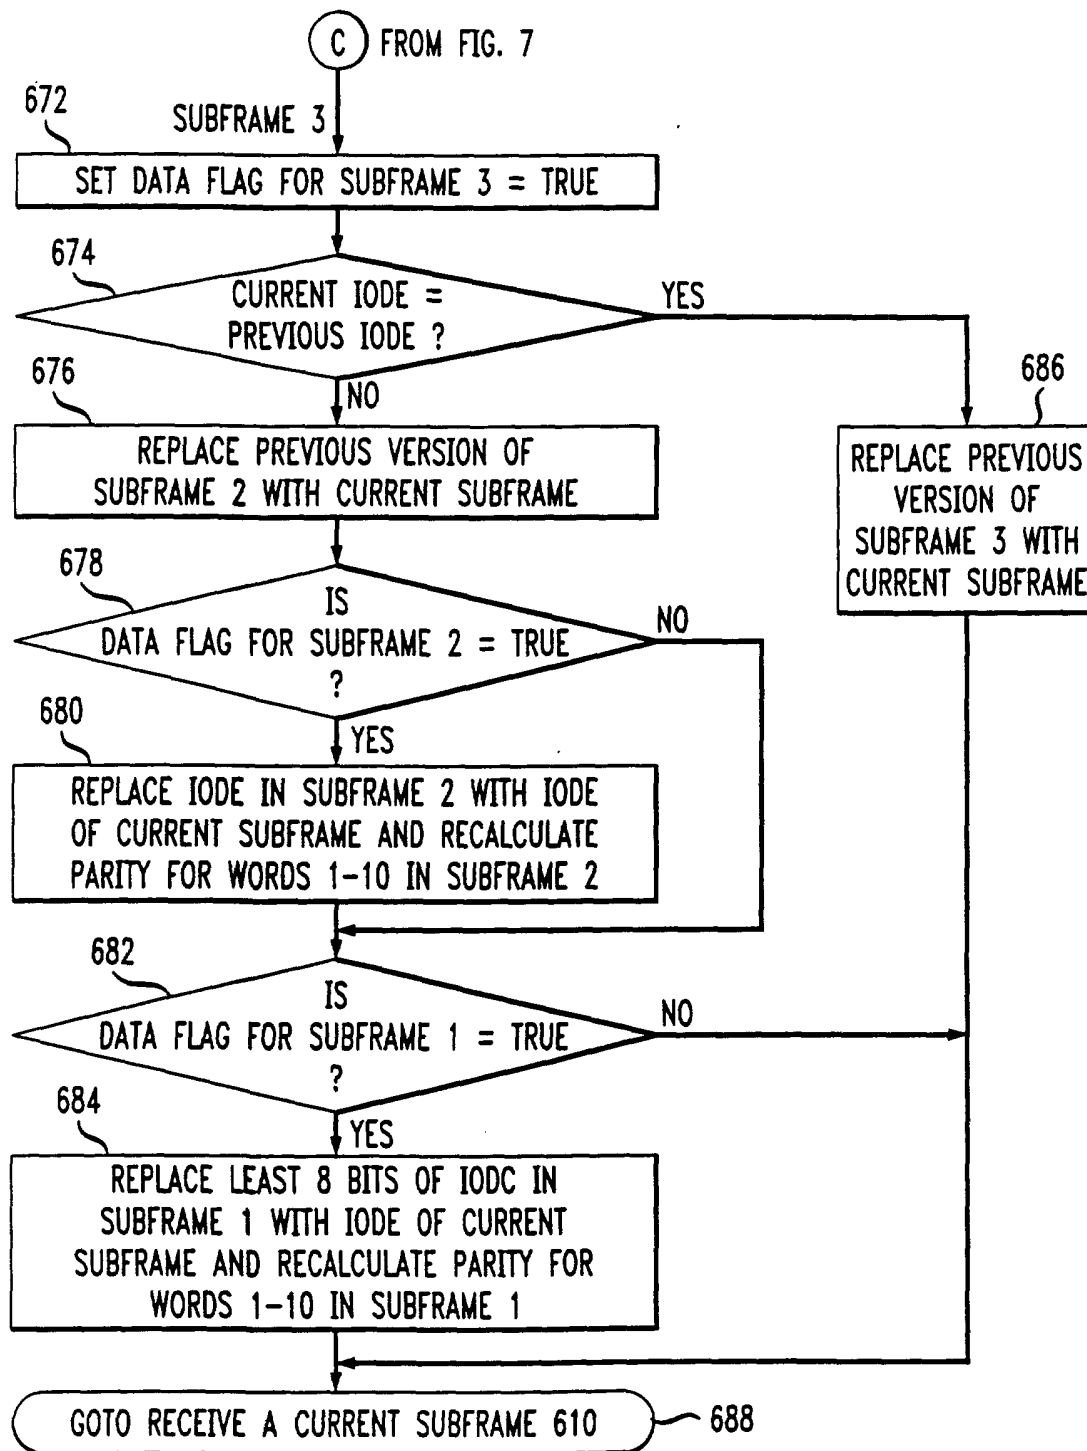 C FROM FIG. 7
672
SUBFRAME 3
SET DATA FLAG FOR SUBFRAME 3 = TRUE
674
CURRENT IODE =
PREVIOUS IODE ?
YES
NO
676
REPLACE PREVIOUS VERSION OF
SUBFRAME 2 WITH CURRENT SUBFRAME
686
REPLACE PREVIOUS
VERSION OF
SUBFRAME 3 WITH
CURRENT SUBFRAME
678
IS
DATA FLAG FOR SUBFRAME 2 = TRUE
?
NO
YES
680
REPLACE IODE IN SUBFRAME 2 WITH IODE
OF CURRENT SUBFRAME AND RECALCULATE
PARITY FOR WORDS 1-10 IN SUBFRAME 2
682
IS
DATA FLAG FOR SUBFRAME 1 = TRUE
?
NO
YES
684
REPLACE LEAST 8 BITS OF IODC IN
SUBFRAME 1 WITH IODE OF CURRENT
SUBFRAME AND RECALCULATE PARITY FOR
WORDS 1-10 IN SUBFRAME 1
GOTO RECEIVE A CURRENT SUBFRAME 610
688